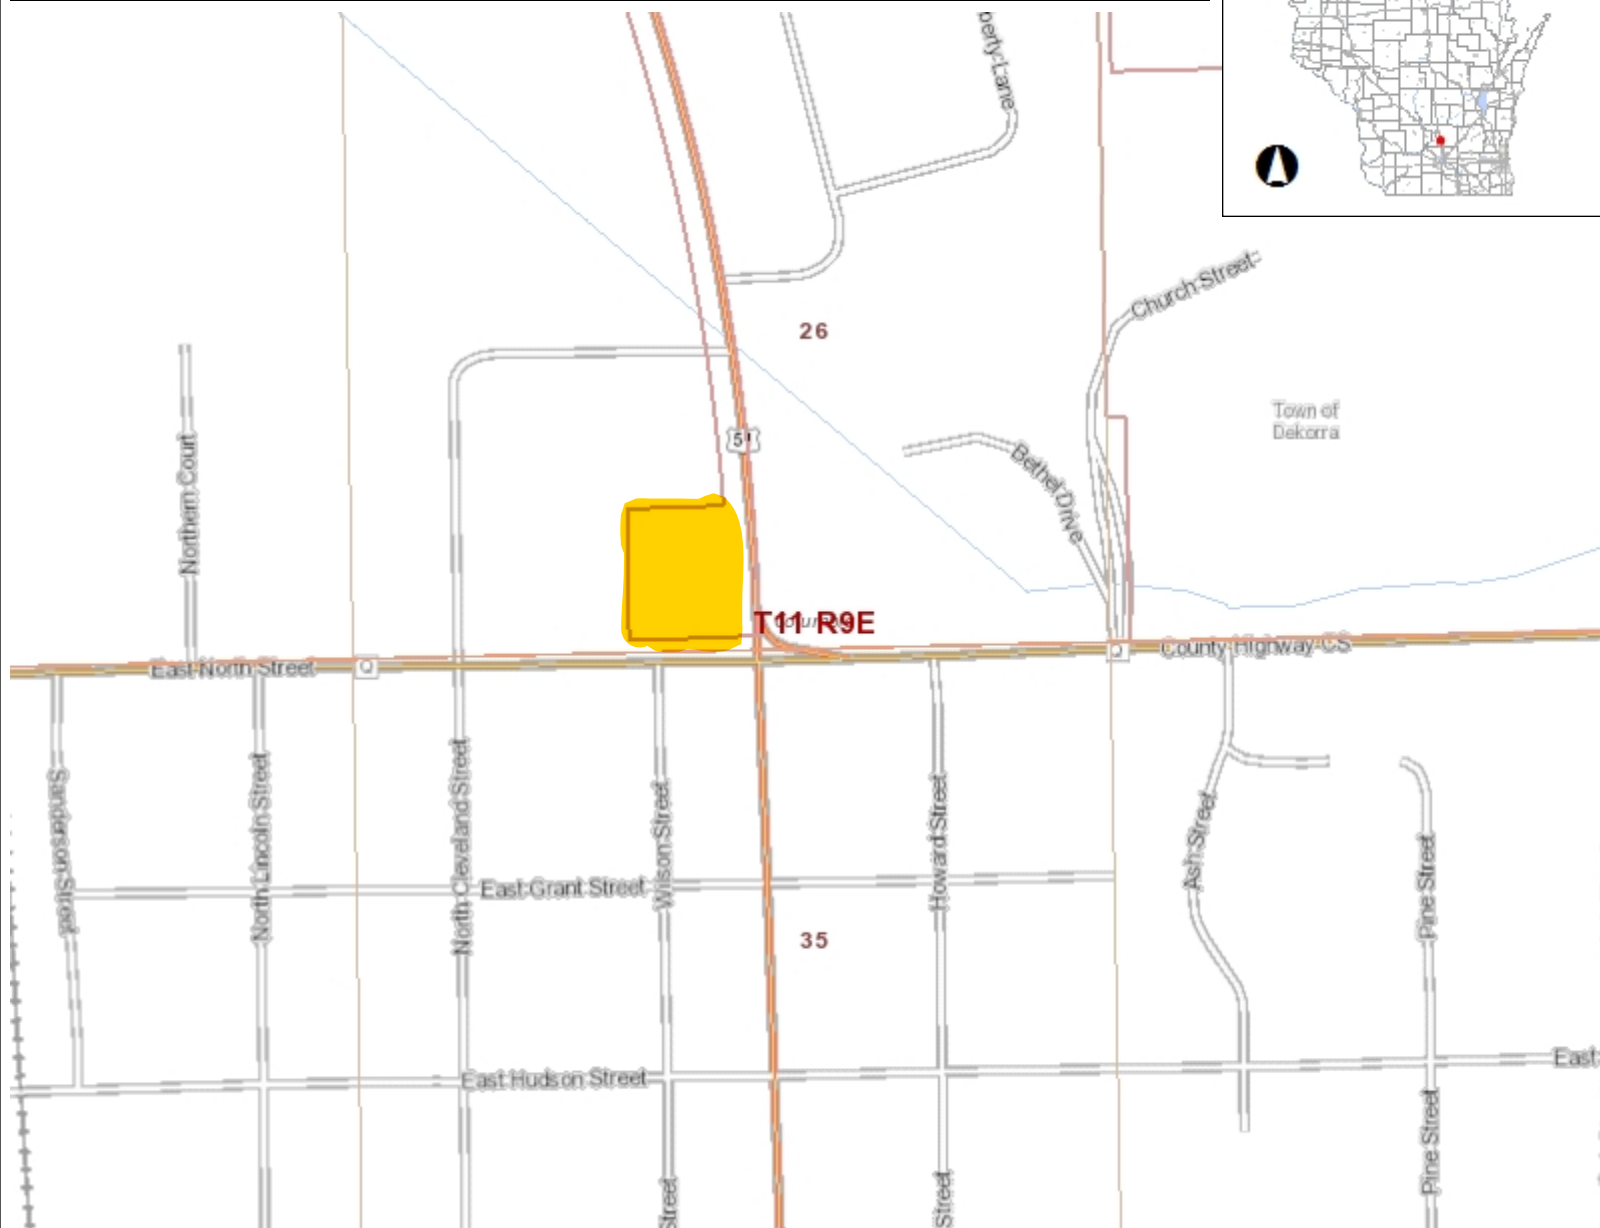 perty Lane
Church Street
26
Town of
Dekorra
51
Northern Court
Bethel Drive
T11 R9E
East North Street
Q
Q
County Highway CS
Sanderson Street
North Lincoln Street
North Cleveland Street
Wilson Street
Howard Street
Ash Street
Pine Street
East Grant Street
35
East Hudson Street
East
Pine Street
Street
Street